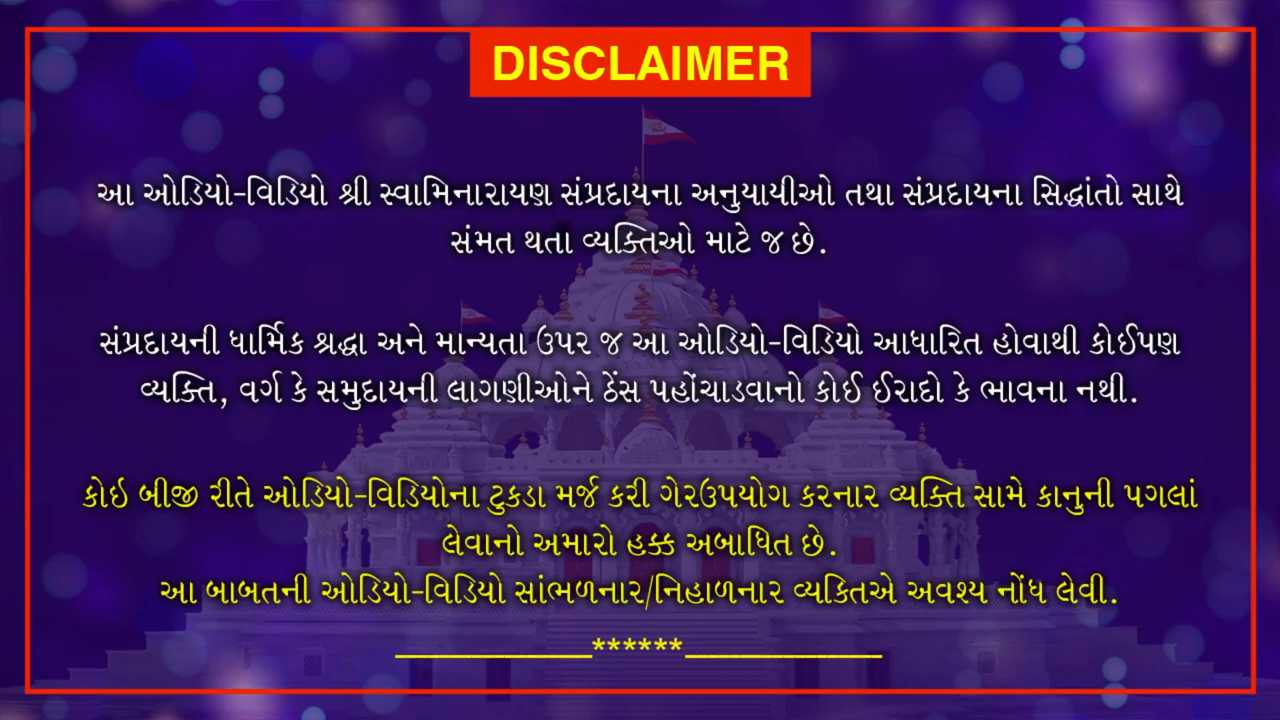 DISCLAIMER
આ ઓડિયો-વિડિયો શ્રી સ્વામિનારાયણ સંપ્રદાયના અનુયાયીઓ તથા સંપ્રદાયના સિદ્ધાંતો સાથે
સંમત થતા વ્યક્તિઓ માટે જ છે.
સંપ્રદાયની ધાર્મિક શ્રદ્ધા અને માન્યતા ઉપર જ આ ઓડિયો-વિડિયો આધારિત હોવાથી કોઈપણ
વ્યક્તિ, વર્ગ કે સમુદાયની લાગણીઓને ઠેંસ પહોંચાડવાનો કોઈ ઈરાદો કે ભાવના નથી.
કોઇ બીજી રીતે ઓડિયો-વિડિયોના ટુકડા મર્જ કરી ગેરઉપયોગ કરનાર વ્યક્તિ સામે કાનુની પગલાં
લેવાનો અમારો હક્ક અબાધિત છે.
આ બાબતની ઓડિયો-વિડિયો સાંભળનાર/નિહાળનાર વ્યકિતએ અવશ્ય નોંધ લેવી.
______________******______________